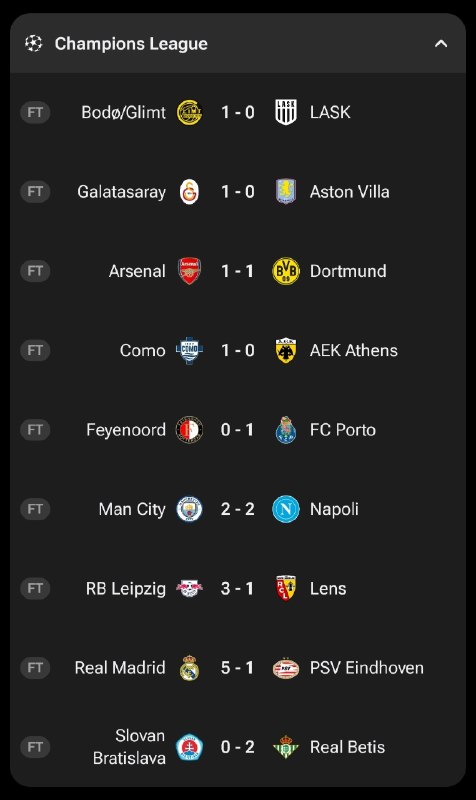 Champions League
FT Bodø/Glimt 1 - 0 LASK
FT Galatasaray 1 - 0 Aston Villa
FT Arsenal 1 - 1 Dortmund
FT Como 1 - 0 AEK Athens
FT Feyenoord 0 - 1 FC Porto
FT Man City 2 - 2 Napoli
FT RB Leipzig 3 - 1 Lens
FT Real Madrid 5 - 1 PSV Eindhoven
FT Slovan Bratislava 0 - 2 Real Betis